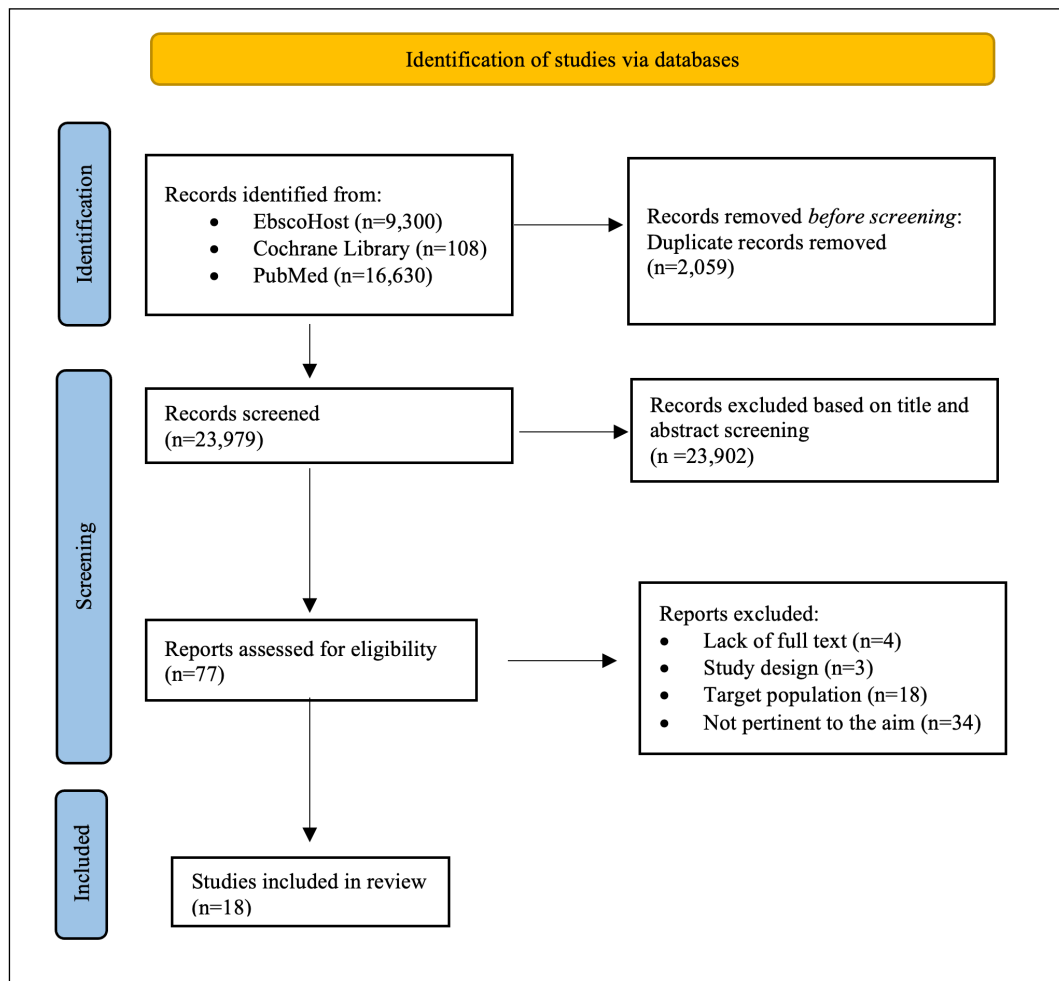 Identification of studies via databases
Identification
Records identified from:
• EbscoHost (n=9,300)
• Cochrane Library (n=108)
• PubMed (n=16,630)
Records removed before screening:
Duplicate records removed
(n=2,059)
Screening
Records screened
(n=23,979)
Records excluded based on title and
abstract screening
(n =23,902)
Reports assessed for eligibility
(n=77)
Reports excluded:
• Lack of full text (n=4)
• Study design (n=3)
• Target population (n=18)
• Not pertinent to the aim (n=34)
Included
Studies included in review
(n=18)